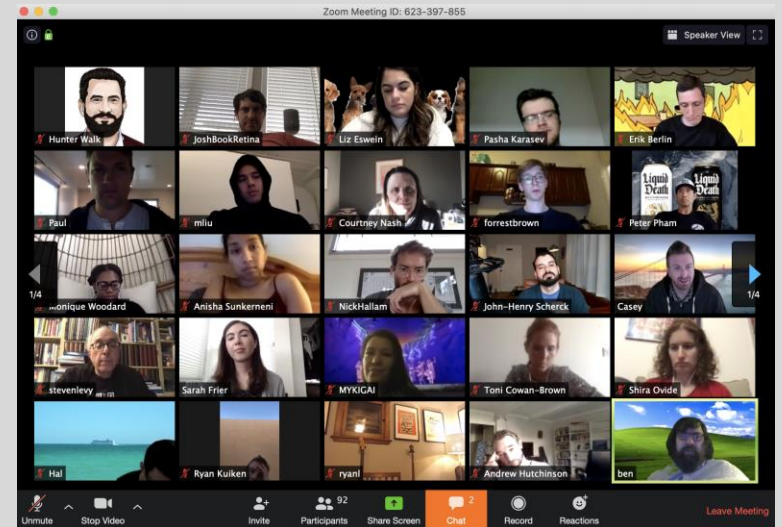 Zoom Meeting ID: 623-397-855
Speaker View
Hunter Walk
JoshBookRetina
Liz Eswein
Pasha Karasev
Erik Berlin
Paul
mliu
Courtney Nash
forrestbrown
Liquid Death
Liquid Death
Peter Pham
1/4
Monique Woodard
Anisha Sunkerneni
NickHallam
John-Henry Scherck
Casey
1/4
stevenlevy
Sarah Frier
MYKIGAI
Toni Cowan-Brown
Shira Ovide
Hal
Ryan Kuiken
ryanl
Andrew Hutchinson
ben
92
2
Unmute
Stop Video
Invite
Participants
Share Screen
Chat
Record
Reactions
Leave Meeting